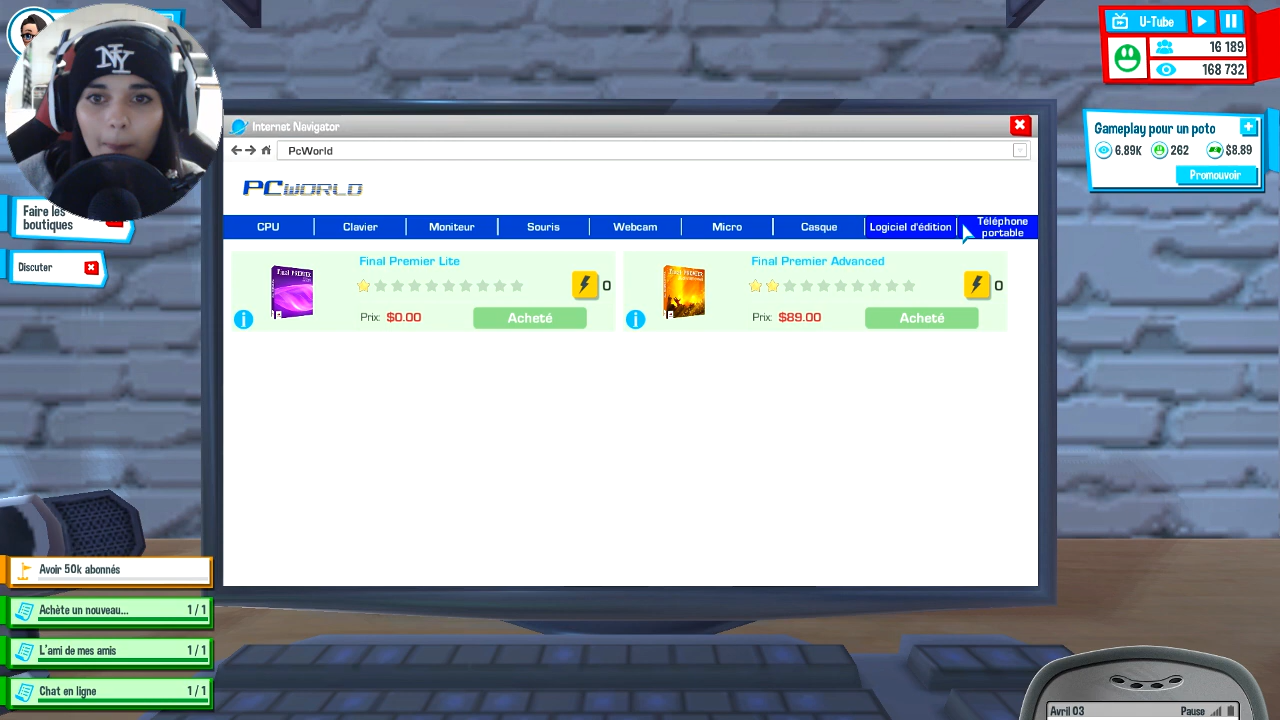 NY
U-Tube
16 189
168 732
Gameplay pour un poto
6.89K 262 $8.89
Promouvoir
Internet Navigator
PcWorld
PCWORLD
Faire les
boutiques
Discuter
CPU Clavier Moniteur Souris Webcam Micro Casque Logiciel d'édition Téléphone
portable
Final Premier Lite
0
Prix: $0.00 Acheté
Final Premier Advanced
0
Prix: $89.00 Acheté
Avoir 50k abonnés
Achète un nouveau... 1 / 1
L'ami de mes amis 1 / 1
Chat en ligne 1 / 1
Avril 03 Pause